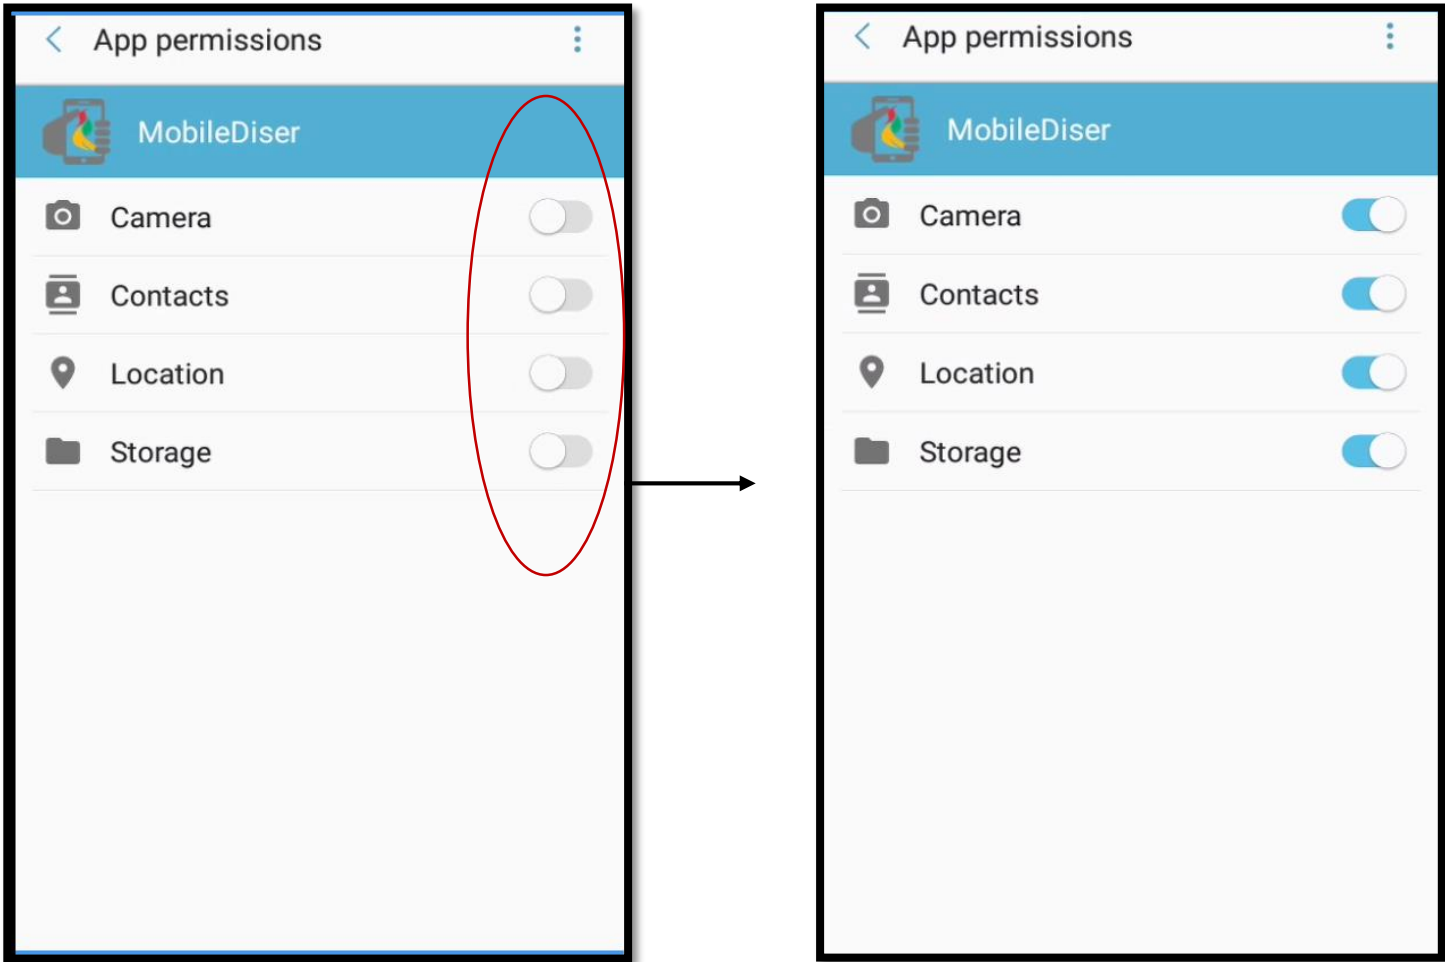 App permissions
MobileDiser
Camera
Contacts
Location
Storage
App permissions
MobileDiser
Camera
Contacts
Location
Storage